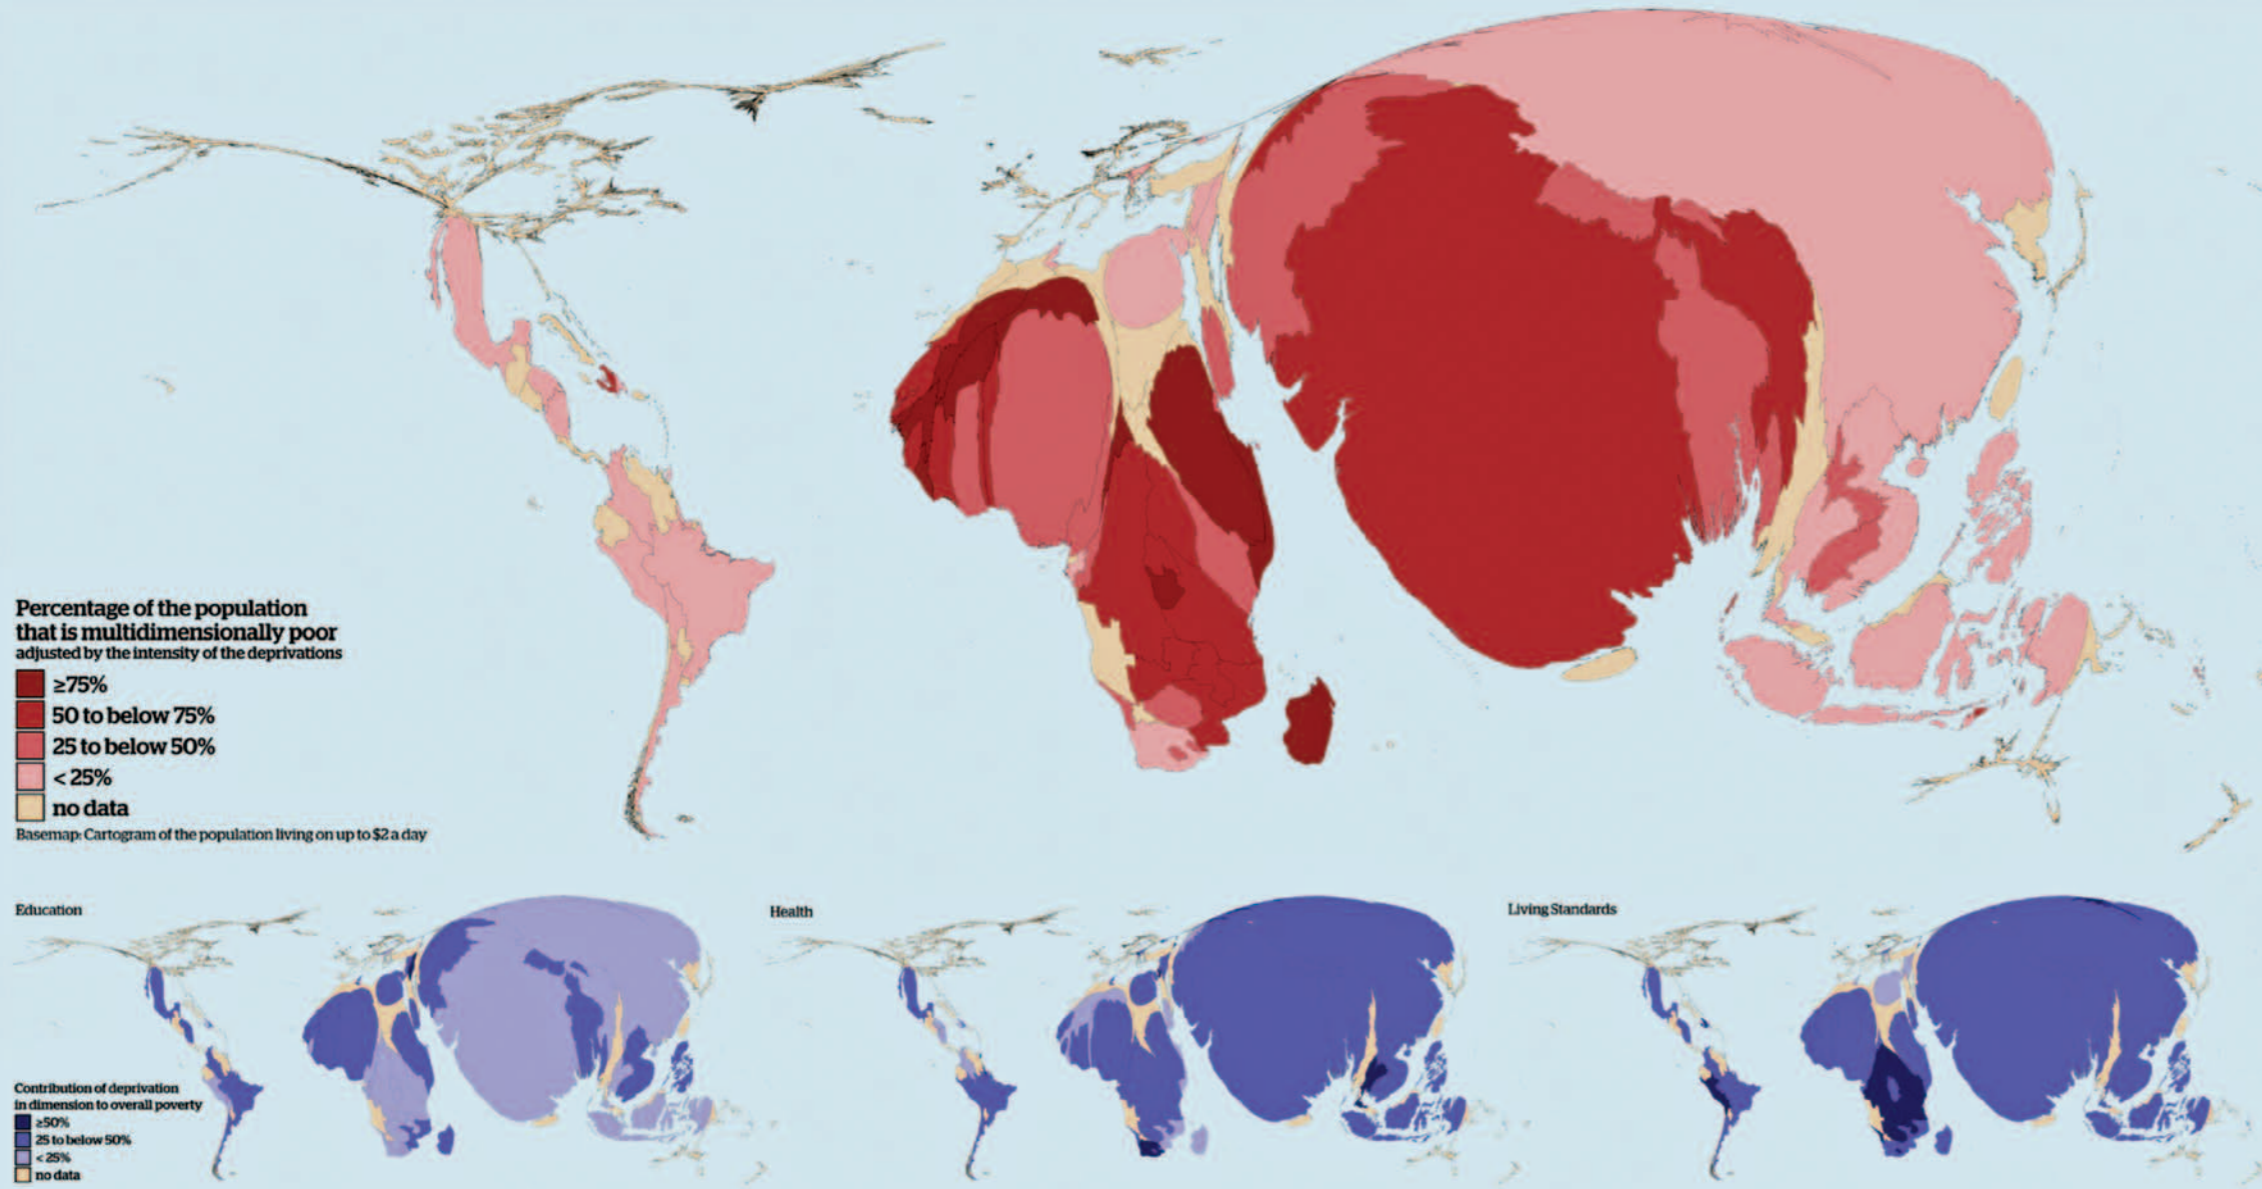 Percentage of the population
that is multidimensionally poor
adjusted by the intensity of the deprivations
≥75%
50 to below 75%
25 to below 50%
< 25%
no data
Basemap: Cartogram of the population living on up to $2 a day
Education
Health
Living Standards
Contribution of deprivation
in dimension to overall poverty
≥50%
25 to below 50%
< 25%
no data